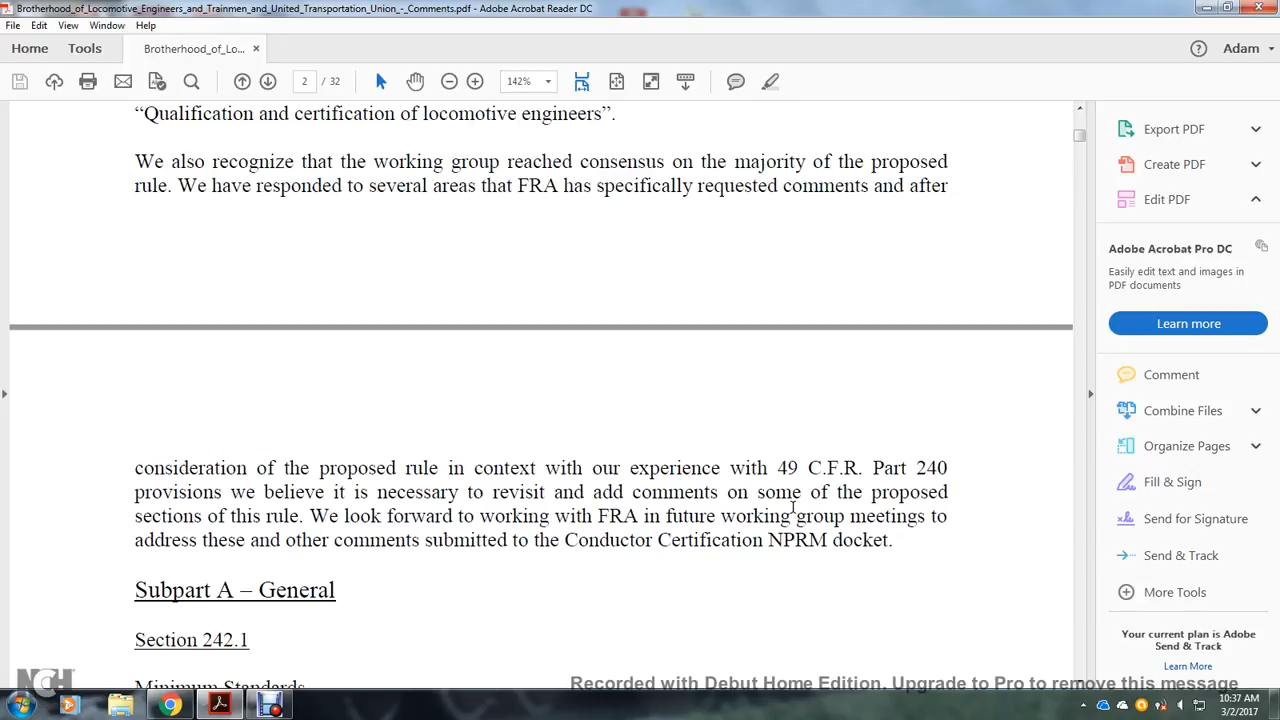 Brotherhood_of_Locomotive_Engineers_and_Trainmen_and_United_Transportation_Union_-_Comments.pdf - Adobe Acrobat Reader DC
File Edit View Window Help
Home Tools Brotherhood_of_Lo... × Adam
2 / 32 142%
“Qualification and certification of locomotive engineers”.
We also recognize that the working group reached consensus on the majority of the proposed
rule. We have responded to several areas that FRA has specifically requested comments and after
consideration of the proposed rule in context with our experience with 49 C.F.R. Part 240
provisions we believe it is necessary to revisit and add comments on some of the proposed
sections of this rule. We look forward to working with FRA in future working group meetings to
address these and other comments submitted to the Conductor Certification NPRM docket.
Subpart A – General
Section 242.1
Minimum Standards
Export PDF
Create PDF
Edit PDF
Adobe Acrobat Pro DC
Easily edit text and images in
PDF documents
Learn more
Comment
Combine Files
Organize Pages
Fill & Sign
Send for Signature
Send & Track
More Tools
Your current plan is Adobe
Send & Track
Learn More
NCH
Recorded with Debut Home Edition. Upgrade to Pro to remove this message
10:37 AM
3/2/2017